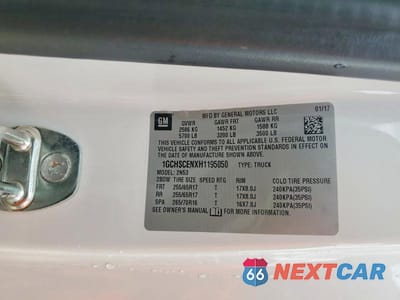 GM
MFD BY GENERAL MOTORS LLC
01/17
GVWR GAWR FRT GAWR RR
2586 KG 1452 KG 1588 KG
5700 LB 3200 LB 3500 LB
THIS VEHICLE CONFORMS TO ALL APPLICABLE U.S. FEDERAL MOTOR
VEHICLE SAFETY AND THEFT PREVENTION STANDARDS IN EFFECT ON
THE DATE OF MANUFACTURE SHOWN ABOVE.
1GCHSCENXH1195050 TYPE: TRUCK
MODEL: 2N53
TIRE SIZE SPEED RTG RIM COLD TIRE PRESSURE
FRT 255/65R17 T 17X8.0J 240KPA(35PSI)
RR 255/65R17 T 17X8.0J 240KPA(35PSI)
SPA 265/70R16 T 16X7.0J 240KPA(35PSI)
SEE OWNER'S MANUAL FOR MORE INFORMATION.
66 NEXTCAR